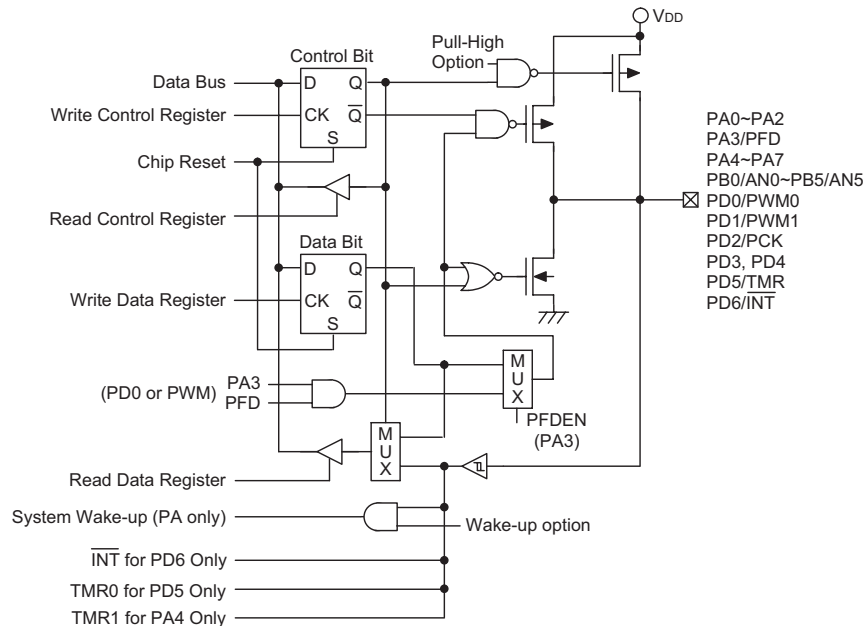 VDD
Pull-High
Option
Control Bit
Data Bus
D Q
Write Control Register
CK Q
S
Chip Reset
Read Control Register
Data Bit
D Q
Write Data Register
CK Q
S
PA0~PA2
PA3/PFD
PA4~PA7
PB0/AN0~PB5/AN5
PD0/PWM0
PD1/PWM1
PD2/PCK
PD3, PD4
PD5/TMR
PD6/INT
(PD0 or PWM)
PA3
PFD
MUX
PFDEN
(PA3)
MUX
Read Data Register
System Wake-up (PA only)
Wake-up option
INT for PD6 Only
TMR0 for PD5 Only
TMR1 for PA4 Only